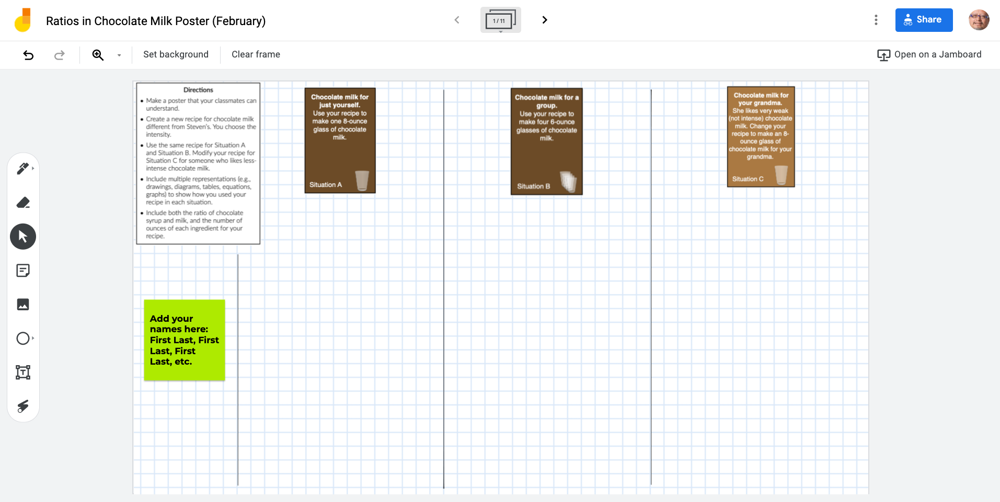 Ratios in Chocolate Milk Poster (February)
1 / 11
Share
Set background
Clear frame
Open on a Jamboard
Directions
• Make a poster that your classmates can
understand.
• Create a new recipe for chocolate milk
different from Steven's. You choose the
intensity.
• Use the same recipe for Situation A
and Situation B. Modify your recipe for
Situation C for someone who likes less-
intense chocolate milk.
• Include multiple representations (e.g.,
drawings, diagrams, tables, equations,
graphs) to show how you used your
recipe in each situation.
• Include both the ratio of chocolate
syrup and milk, and the number of
ounces of each ingredient for your
recipe.
Chocolate milk for
just yourself.
Use your recipe to
make one 8-ounce
glass of chocolate
milk.
Situation A
Chocolate milk for a
group.
Use your recipe to
make four 6-ounce
glasses of chocolate
milk.
Situation B
Chocolate milk for
your grandma.
She likes very weak
(not intense) chocolate
milk. Change your
recipe to make an 8-
ounce glass of
chocolate milk for your
grandma.
Situation C
Add your
names here:
First Last, First
Last, First
Last, etc.
T